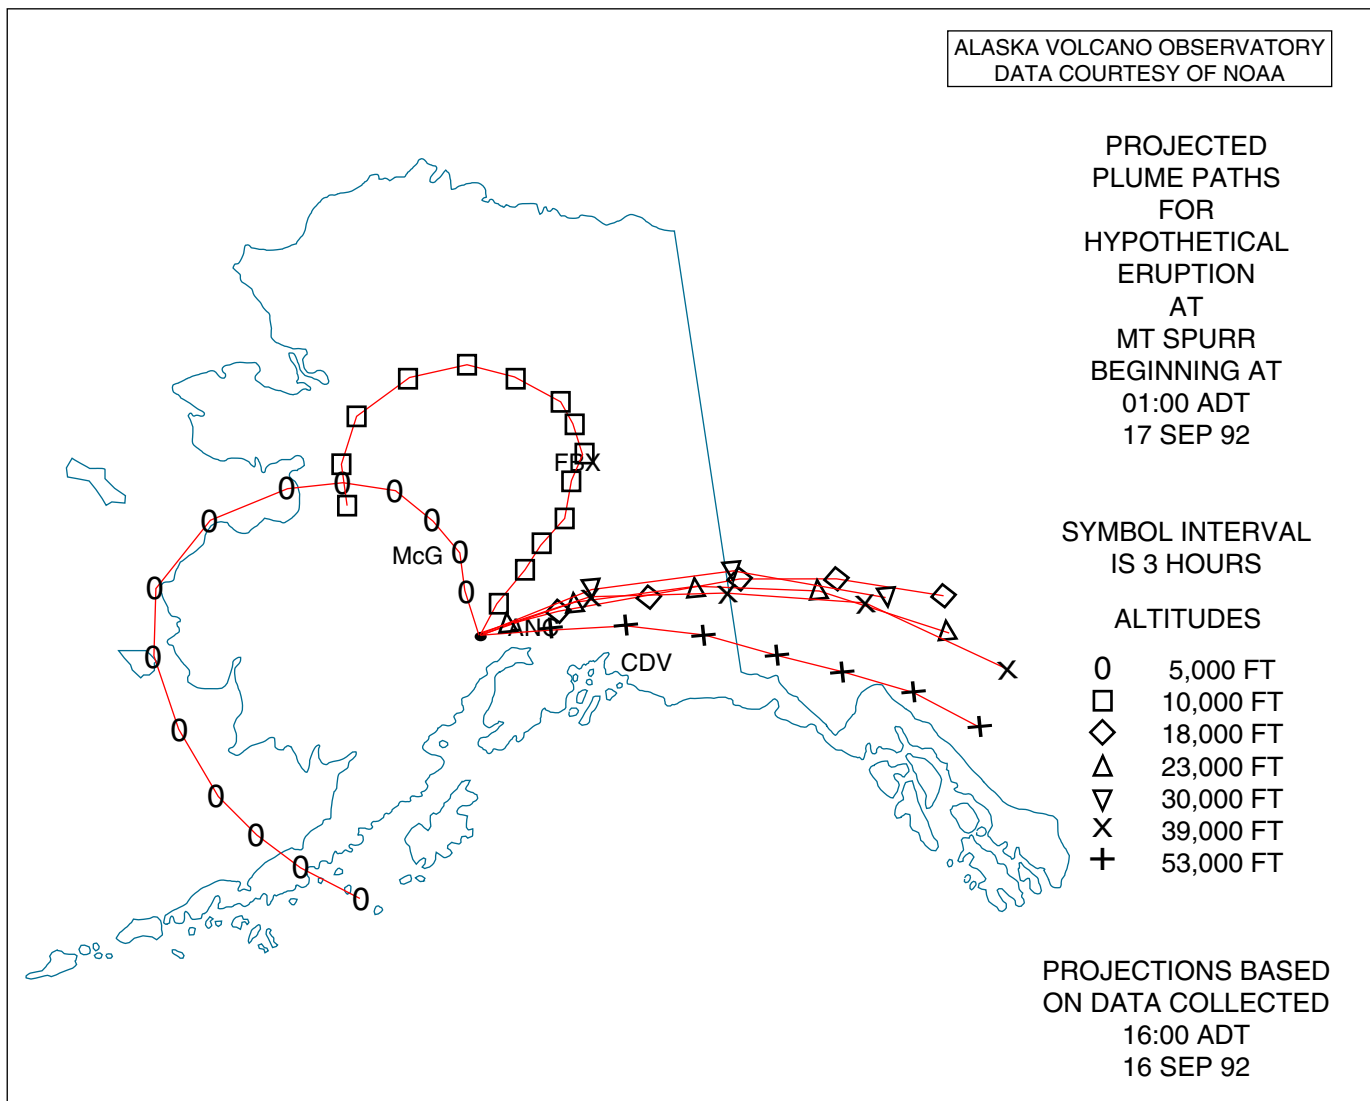 ALASKA VOLCANO OBSERVATORY
DATA COURTESY OF NOAA
PROJECTED
PLUME PATHS
FOR
HYPOTHETICAL
ERUPTION
AT
MT SPURR
BEGINNING AT
01:00 ADT
17 SEP 92
FBX
McG
ANC
CDV
SYMBOL INTERVAL
IS 3 HOURS
ALTITUDES
0 5,000 FT
10,000 FT
18,000 FT
23,000 FT
30,000 FT
X 39,000 FT
+ 53,000 FT
PROJECTIONS BASED
ON DATA COLLECTED
16:00 ADT
16 SEP 92